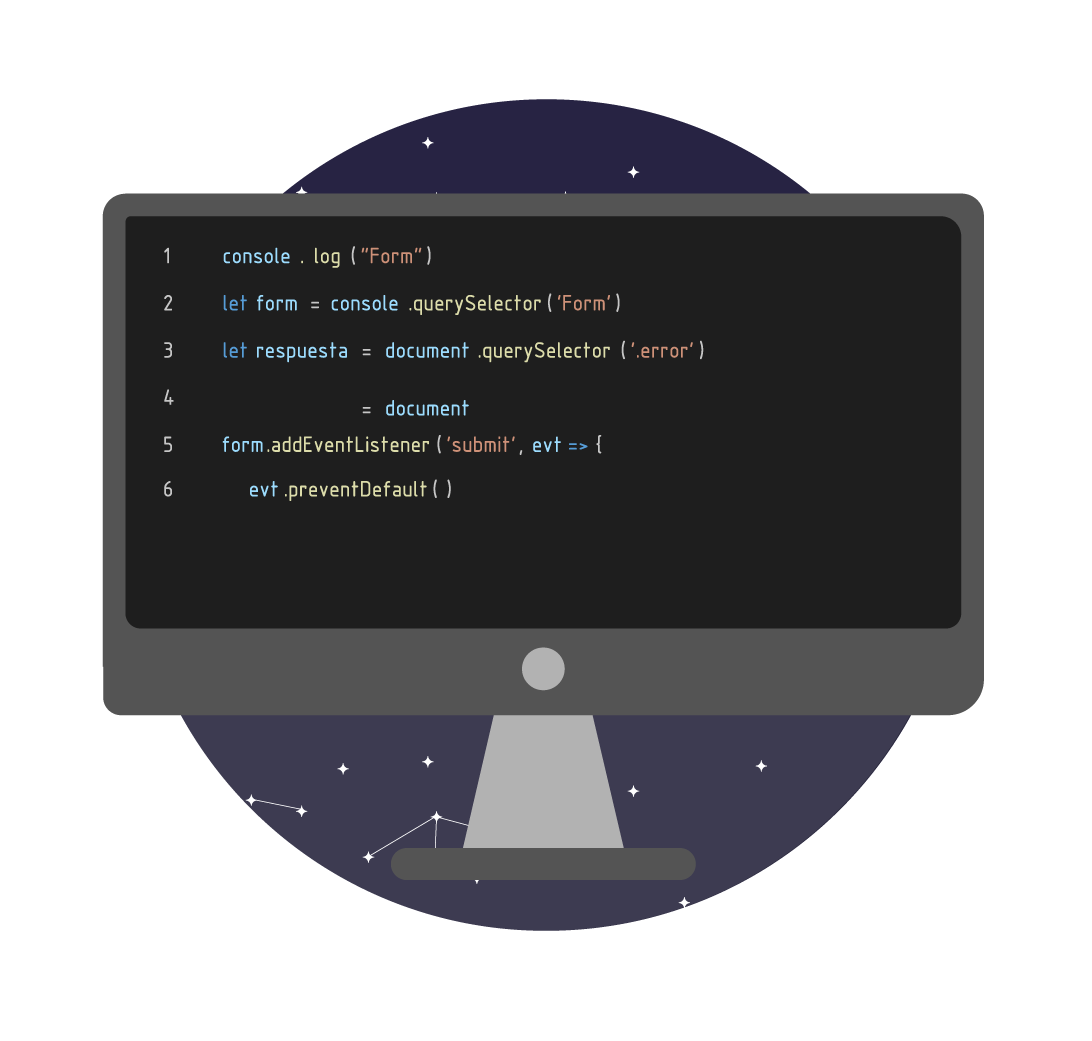 1 console . log ("Form")
2 let form = console .querySelector ('Form')
3 let respuesta = document .querySelector ('.error')
4
= document
5 form.addEventListener ('submit', evt => {
6 evt .preventDefault ( )